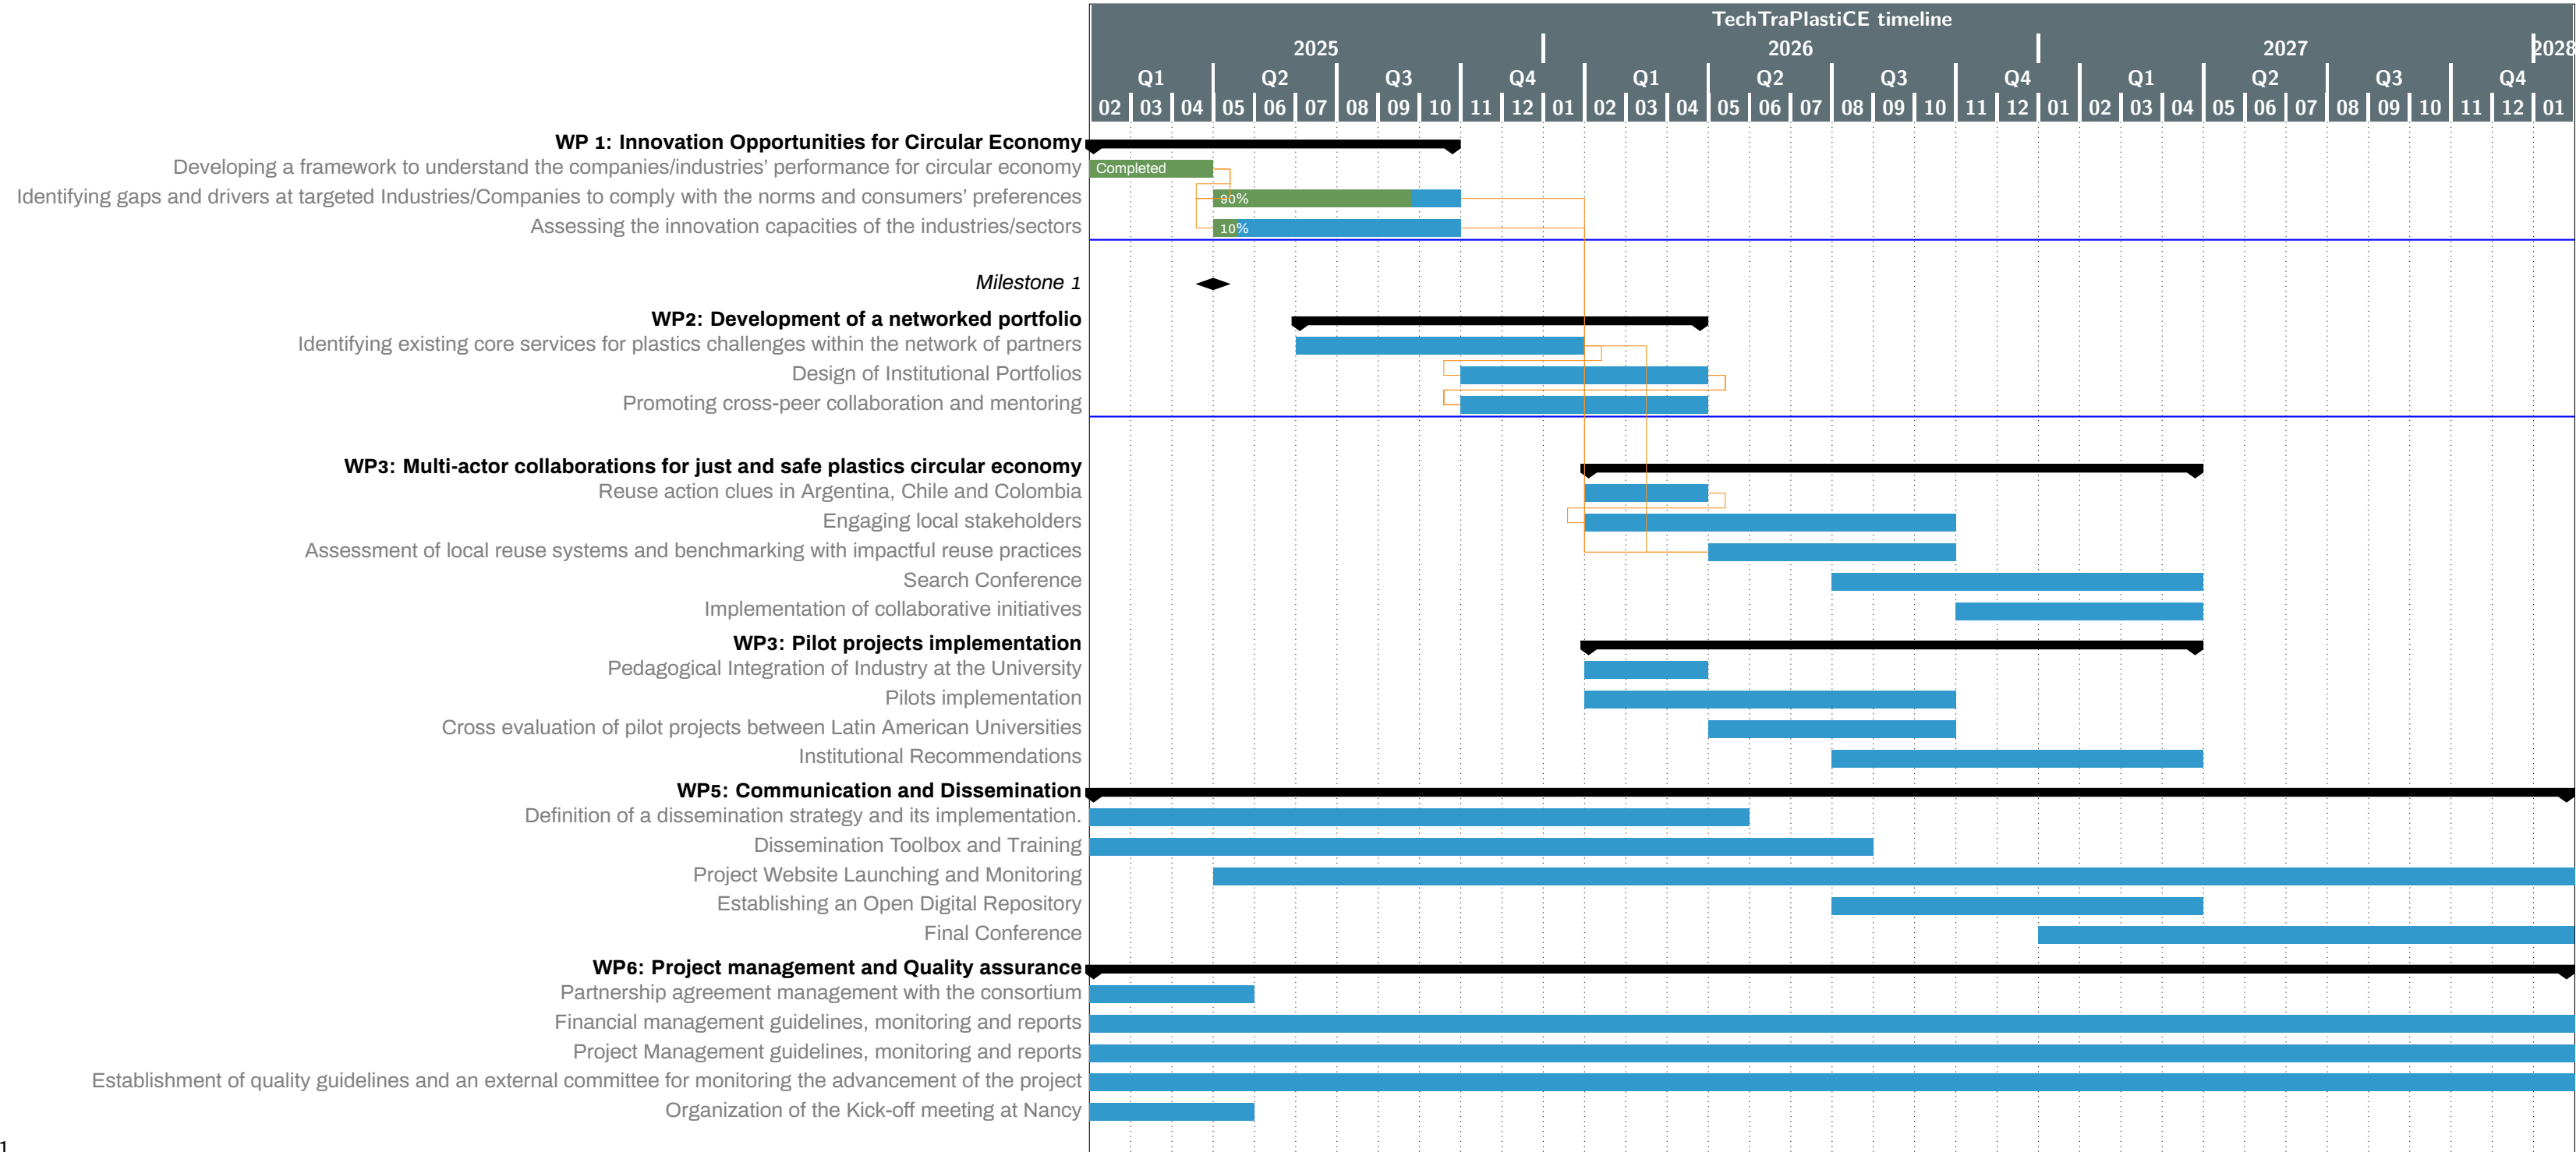 TechTraPlastiCE timeline
2025 2026 2027 2028
Q1 Q2 Q3 Q4 Q1 Q2 Q3 Q4 Q1 Q2 Q3 Q4
02 03 04 05 06 07 08 09 10 11 12 01 02 03 04 05 06 07 08 09 10 11 12 01 02 03 04 05 06 07 08 09 10 11 12 01
WP 1: Innovation Opportunities for Circular Economy
Developing a framework to understand the companies/industries’ performance for circular economy Completed
Identifying gaps and drivers at targeted Industries/Companies to comply with the norms and consumers’ preferences 90%
Assessing the innovation capacities of the industries/sectors 10%
Milestone 1
WP2: Development of a networked portfolio
Identifying existing core services for plastics challenges within the network of partners
Design of Institutional Portfolios
Promoting cross-peer collaboration and mentoring
WP3: Multi-actor collaborations for just and safe plastics circular economy
Reuse action clues in Argentina, Chile and Colombia
Engaging local stakeholders
Assessment of local reuse systems and benchmarking with impactful reuse practices
Search Conference
Implementation of collaborative initiatives
WP3: Pilot projects implementation
Pedagogical Integration of Industry at the University
Pilots implementation
Cross evaluation of pilot projects between Latin American Universities
Institutional Recommendations
WP5: Communication and Dissemination
Definition of a dissemination strategy and its implementation.
Dissemination Toolbox and Training
Project Website Launching and Monitoring
Establishing an Open Digital Repository
Final Conference
WP6: Project management and Quality assurance
Partnership agreement management with the consortium
Financial management guidelines, monitoring and reports
Project Management guidelines, monitoring and reports
Establishment of quality guidelines and an external committee for monitoring the advancement of the project
Organization of the Kick-off meeting at Nancy
1